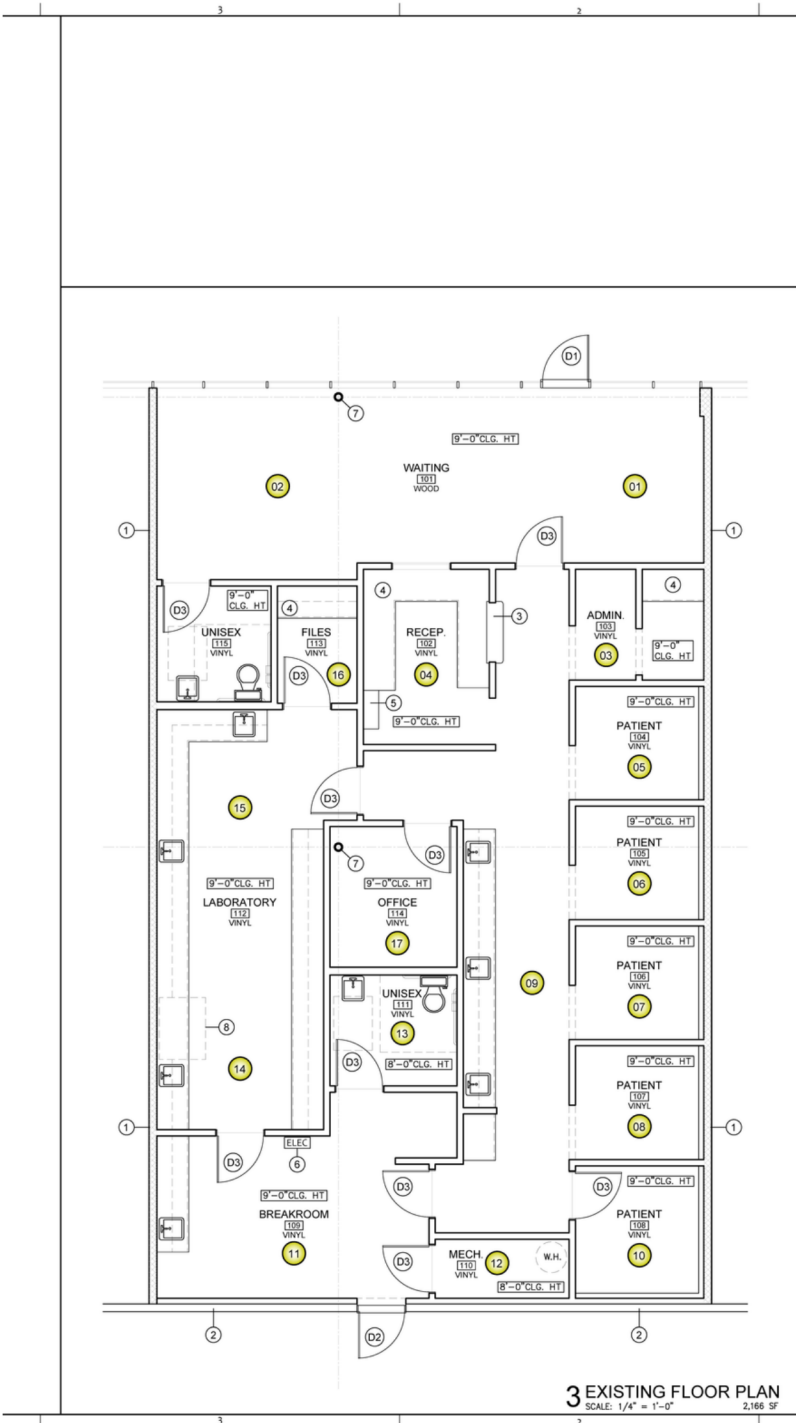 3 2
D1
7
9'-0"CLG. HT
WAITING
101
WOOD
02
01
1
1
D3
9'-0"
CLG. HT
D3
UNISEX
115
VINYL
4
FILES
113
VINYL
D3
16
4
RECEP.
102
VINYL
04
5
9'-0"CLG. HT
3
ADMIN.
103
VINYL
03
4
9'-0"
CLG. HT
9'-0"CLG. HT
PATIENT
104
VINYL
05
15
D3
D3
7
9'-0"CLG. HT
LABORATORY
112
VINYL
9'-0"CLG. HT
OFFICE
114
VINYL
17
9'-0"CLG. HT
PATIENT
105
VINYL
06
09
9'-0"CLG. HT
PATIENT
106
VINYL
07
8
14
UNISEX
111
VINYL
13
8'-0"CLG. HT
D3
9'-0"CLG. HT
PATIENT
107
VINYL
08
1
1
D3
ELEC
6
9'-0"CLG. HT
BREAKROOM
109
VINYL
11
D3
D3
D3
9'-0"CLG. HT
PATIENT
108
VINYL
10
MECH.
110
VINYL
12
W.H.
8'-0"CLG. HT
2
D2
2
3 EXISTING FLOOR PLAN
SCALE: 1/4" = 1'-0" 2,166 SF
3 2